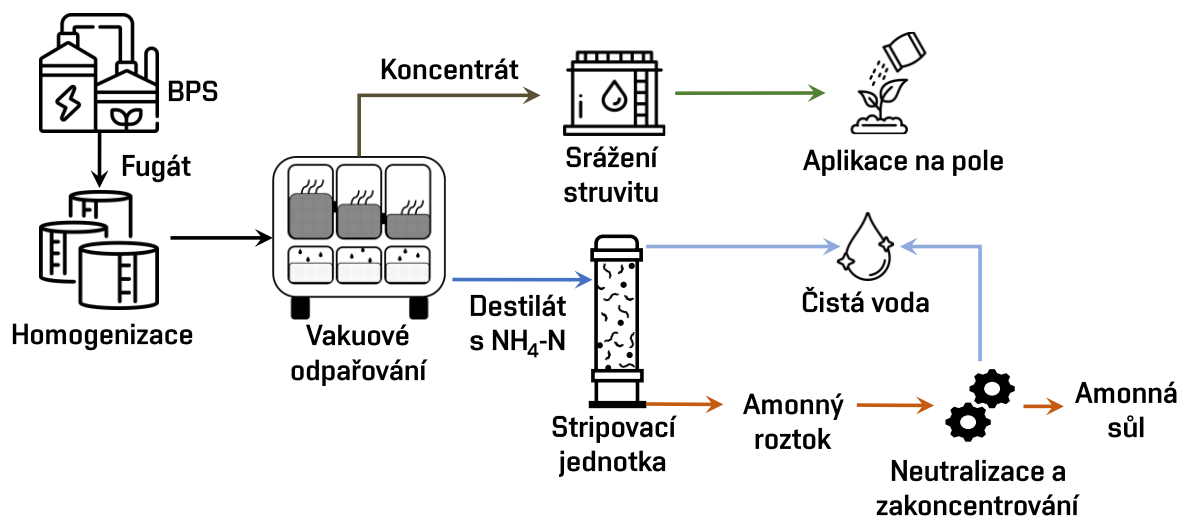 BPS
Fugát
Homogenizace
Vakuové
odpařování
Koncentrát
Srážení
struvitu
Aplikace na pole
Destilát
s NH₄-N
Stripovací
jednotka
Čistá voda
Amonný
roztok
Neutralizace a
zakoncentrování
Amonná
sůl